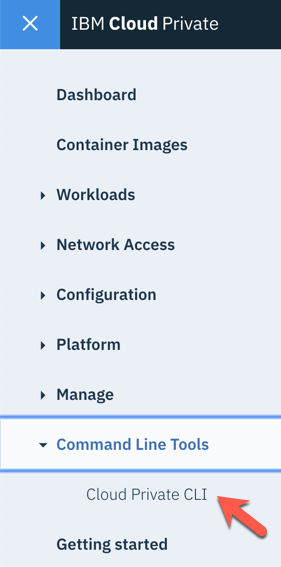 IBM Cloud Private
Dashboard
Container Images
Workloads
Network Access
Configuration
Platform
Manage
Command Line Tools
Cloud Private CLI
Getting started